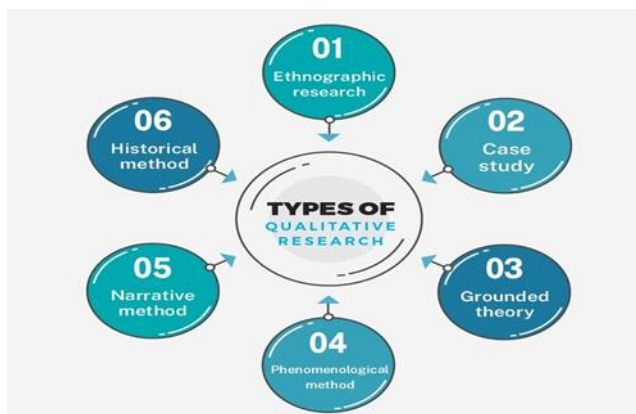 01
Ethnographic
research
02
Case
study
03
Grounded
theory
04
Phenomenological
method
05
Narrative
method
06
Historical
method
TYPES OF
QUALITATIVE
RESEARCH